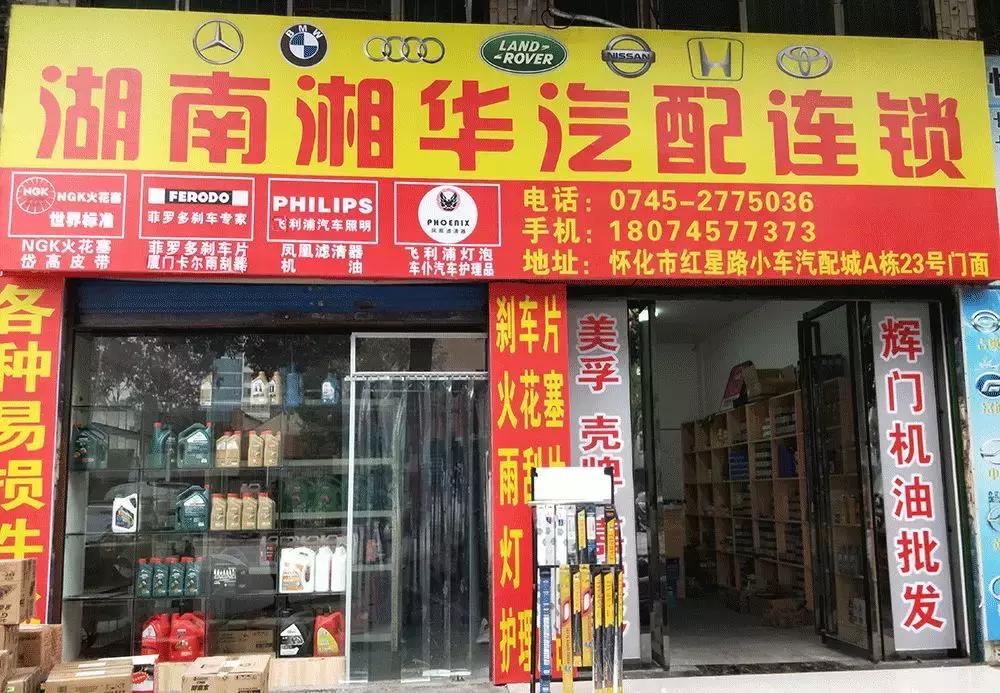 BMW
LAND ROVER
NISSAN
湖南湘华汽配连锁
NGK NGK火花塞
世界标准
NGK火花塞
岱高皮带
FERODO
菲罗多刹车专家
菲罗多刹车片
厦门卡尔雨刮器
PHILIPS
飞利浦汽车照明
凤凰滤清器
机油
PHOENIX
凤凰滤清器
飞利浦灯泡
车仆汽车护理品
电话：0745-2775036
手机：18074577373
地址：怀化市红星路小车汽配城A栋23号门面
各种易损件
刹车片
火花塞
雨刮片
灯
护理
美孚 壳牌
辉门机油批发